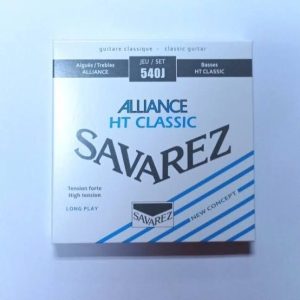 guitare classique - classic guitar
Aiguës/Trebles
ALLIANCE
JEU / SET
540J
Basses
HT CLASSIC
ALLIANCE
HT CLASSIC
SAVAREZ
Tension forte
High tension
LONG PLAY
SAVAREZ
NEW CONCEPT